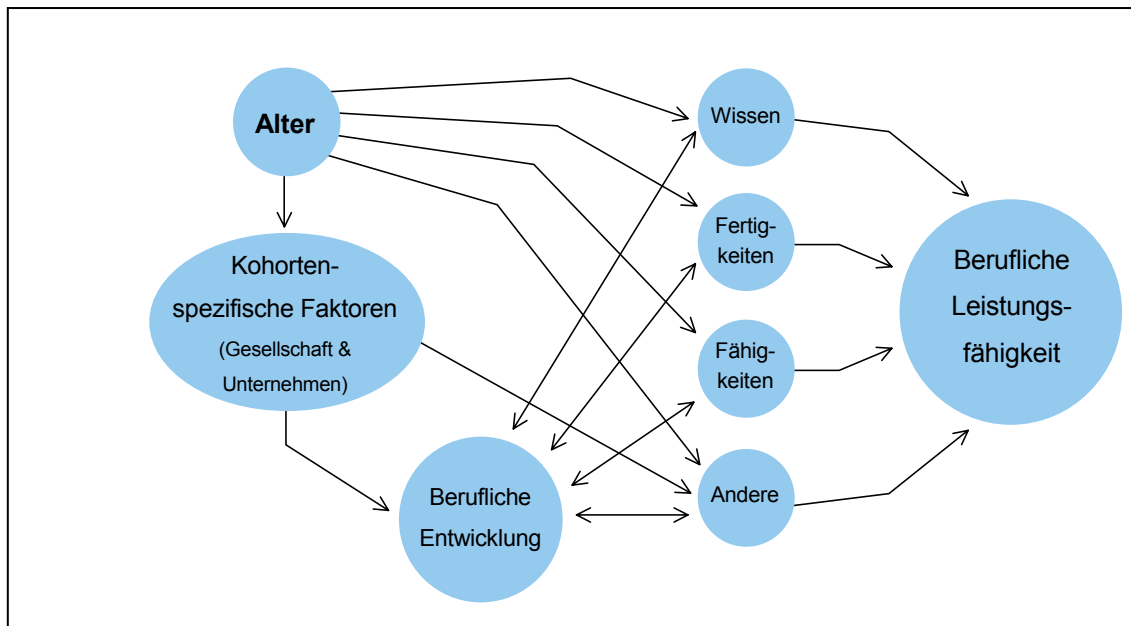 Alter
Kohorten-
spezifische Faktoren
(Gesellschaft &
Unternehmen)
Berufliche
Entwicklung
Wissen
Fertig-
keiten
Fähig-
keiten
Andere
Berufliche
Leistungs-
fähigkeit